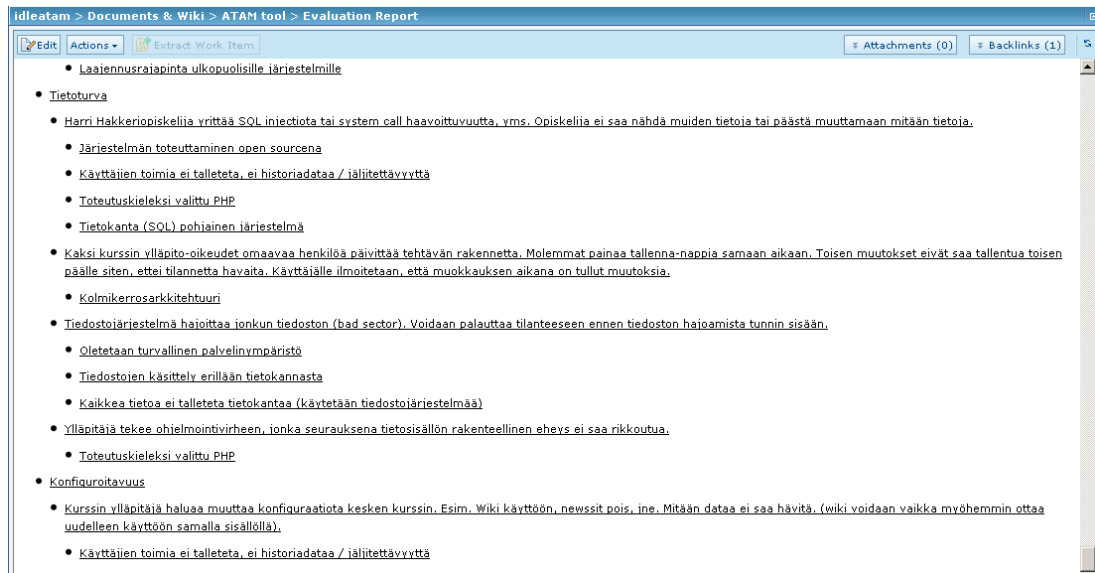 idleatam > Documents & Wiki > ATAM tool > Evaluation Report
Edit Actions Extract Work Item Attachments (0) Backlinks (1)
Laajennusrajapinta ulkopuolisille järjestelmille
Tietoturva
Harri Hakkeriopiskelija yrittää SQL injectiota tai system call haavoittuvuutta, yms. Opiskelija ei saa nähdä muiden tietoja tai päästä muuttamaan mitään tietoja.
Järjestelmän toteuttaminen open sourcena
Käyttäjien toimia ei talleteta, ei historiadataa / jäljitettävyyttä
Toteutuskieleksi valittu PHP
Tietokanta (SQL) pohjainen järjestelmä
Kaksi kurssin ylläpito-oikeudet omaavaa henkilöä päivittää tehtävän rakennetta. Molemmat painaa tallenna-nappia samaan aikaan. Toisen muutokset eivät saa tallentua toisen
päälle siten, ettei tilannetta havaita. Käyttäjälle ilmoitetaan, että muokkauksen aikana on tullut muutoksia.
Kolmikerrosarkkitehtuuri
Tiedostojärjestelmä hajoittaa jonkun tiedoston (bad sector). Voidaan palauttaa tilanteeseen ennen tiedoston hajoamista tunnin sisään.
Oletetaan turvallinen palvelinympäristö
Tiedostojen käsittely erillään tietokannasta
Kaikkea tietoa ei talleteta tietokantaa (käytetään tiedostojärjestelmää)
Ylläpitäjä tekee ohjelmointivirheen, jonka seurauksena tietosisällön rakenteellinen eheys ei saa rikkoutua.
Toteutuskieleksi valittu PHP
Konfiguroitavuus
Kurssin ylläpitäjä haluaa muuttaa konfiguraatiota kesken kurssin. Esim. Wiki käyttöön, newssit pois, jne. Mitään dataa ei saa hävitä. (wiki voidaan vaikka myöhemmin ottaa
uudelleen käyttöön samalla sisällöllä).
Käyttäjien toimia ei talleteta, ei historiadataa / jäljitettävyyttä